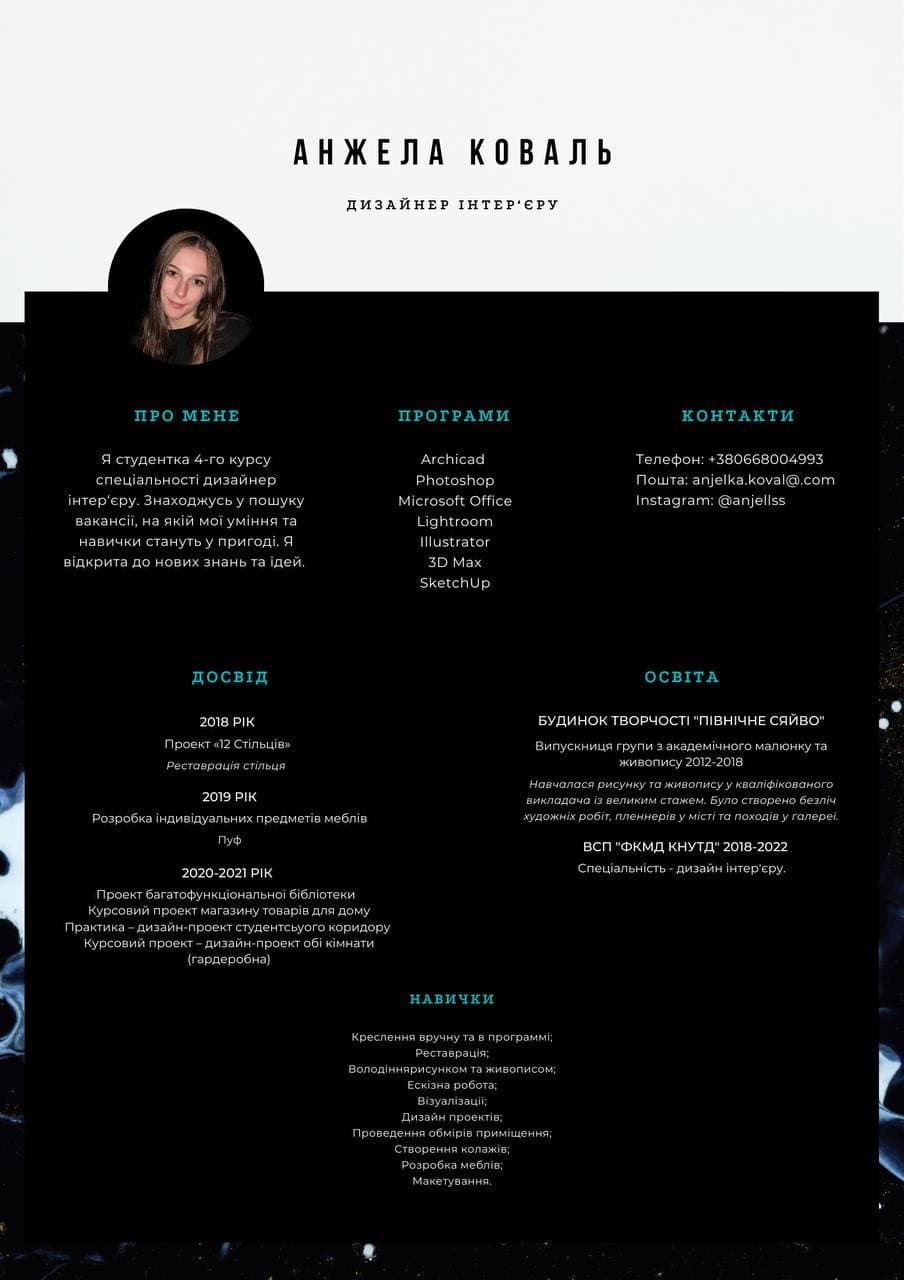 АНЖЕЛА КОВАЛЬ
ДИЗАЙНЕР ІНТЕР‘ЄРУ
ПРО МЕНЕ
Я студентка 4-го курсу
спеціальності дизайнер
інтер‘єру. Знаходжусь у пошуку
вакансії, на якій мої уміння та
навички стануть у пригоді. Я
відкрита до нових знань та ідей.
ПРОГРАМИ
Archicad
Photoshop
Microsoft Office
Lightroom
Illustrator
3D Max
SketchUp
КОНТАКТИ
Телефон: +380668004993
Пошта: anjelka.koval@.com
Instagram: @anjellss
ДОСВІД
2018 РІК
Проект «12 Стільців»
Реставрація стільця
2019 РІК
Розробка індивідуальних предметів меблів
Пуф
2020-2021 РІК
Проект багатофункціональної бібліотеки
Курсовий проект магазину товарів для дому
Практика – дизайн-проект студентсьуого коридору
Курсовий проект – дизайн-проект обі кімнати
(гардеробна)
ОСВІТА
БУДИНОК ТВОРЧОСТІ "ПІВНІЧНЕ СЯЙВО"
Випускниця групи з академічного малюнку та
живопису 2012-2018
Навчалася рисунку та живопису у кваліфікованого
викладача із великим стажем. Було створено безліч
художніх робіт, пленнерів у місті та походів у галереї.
ВСП "ФКМД КНУТД" 2018-2022
Спеціальність - дизайн інтер'єру.
НАВИЧКИ
Креслення вручну та в программі;
Реставрація;
Володіннярисунком та живописом;
Ескізна робота;
Візуалізації;
Дизайн проектів;
Проведення обмірів приміщення;
Створення колажів;
Розробка меблів;
Макетування.